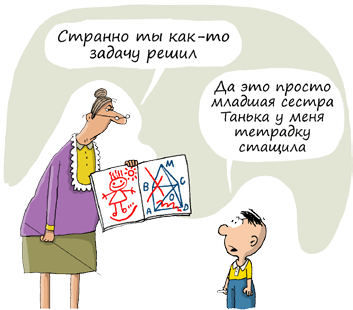 Странно ты как-то
задачу решил
Да это просто
младшая сестра
Танька у меня
тетрадку
стащила
M
B C
O
A D